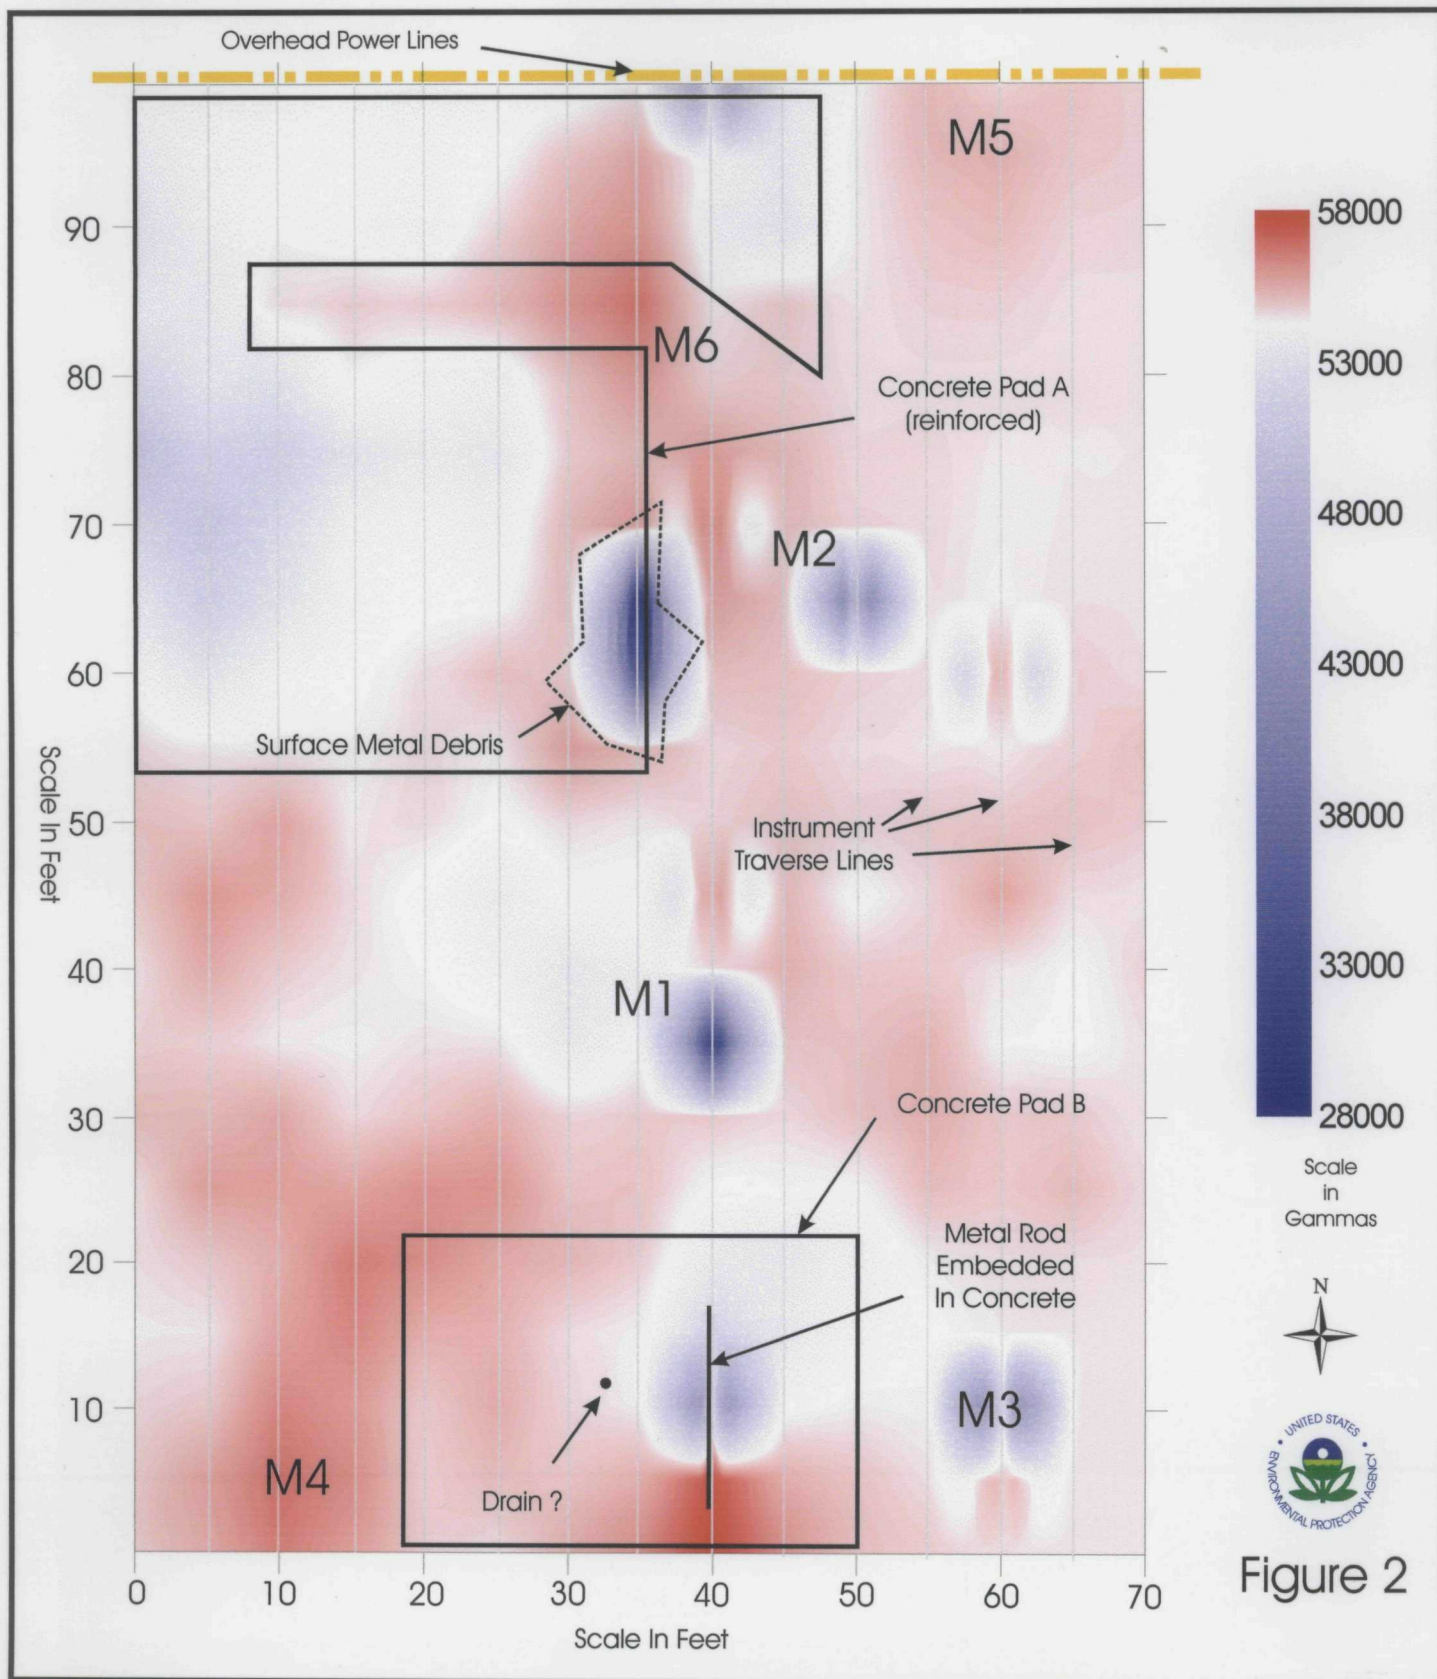 Overhead Power Lines
M5
90
M6
80
Concrete Pad A
(reinforced)
70
M2
60
Surface Metal Debris
Scale In Feet
50
Instrument
Traverse Lines
40
M1
30
Concrete Pad B
20
Metal Rod
Embedded
In Concrete
10
M3
M4
Drain ?
0 10 20 30 40 50 60 70
Scale In Feet
58000
53000
48000
43000
38000
33000
28000
Scale
in
Gammas
N
UNITED STATES
ENVIRONMENTAL PROTECTION AGENCY
Figure 2